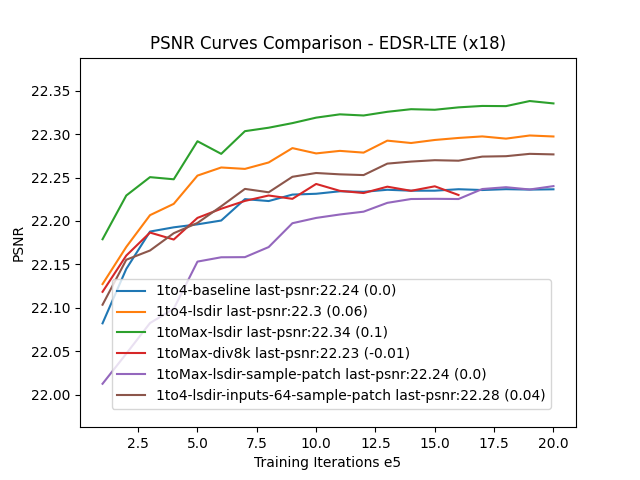 PSNR Curves Comparison - EDSR-LTE (x18)
22.35
22.30
22.25
22.20
22.15
22.10
22.05
22.00
PSNR
1to4-baseline last-psnr:22.24 (0.0)
1to4-lsdir last-psnr:22.3 (0.06)
1toMax-lsdir last-psnr:22.34 (0.1)
1toMax-div8k last-psnr:22.23 (-0.01)
1toMax-lsdir-sample-patch last-psnr:22.24 (0.0)
1to4-lsdir-inputs-64-sample-patch last-psnr:22.28 (0.04)
2.5 5.0 7.5 10.0 12.5 15.0 17.5 20.0
Training Iterations e5